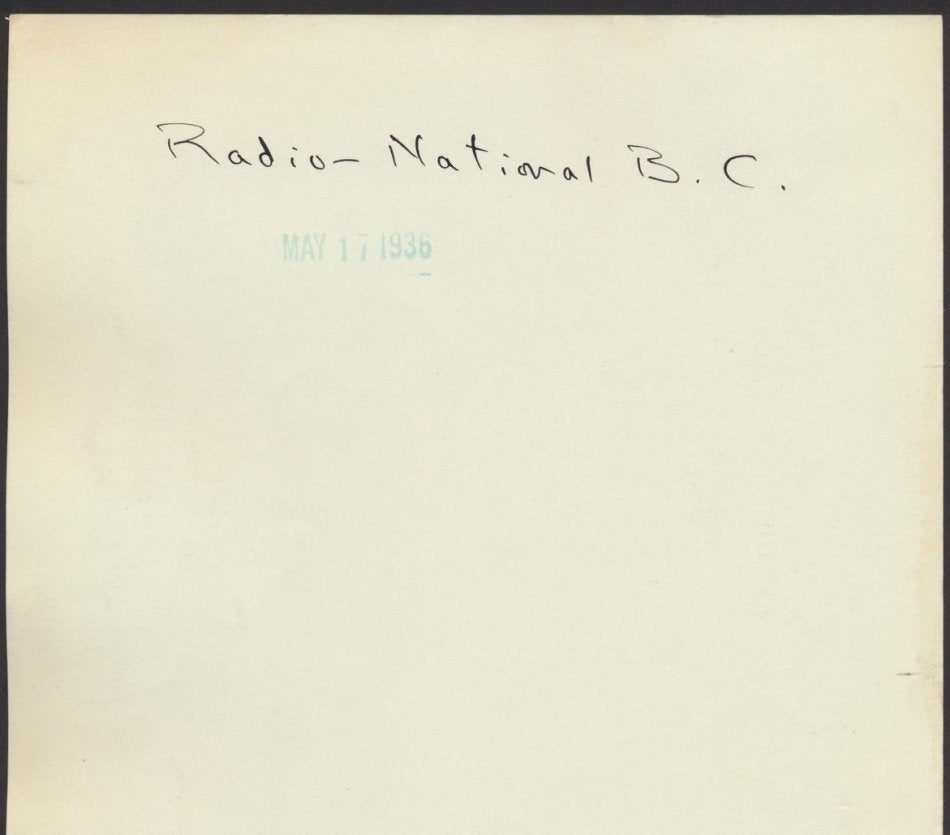 Radio- National B. C.
MAY 17 1936